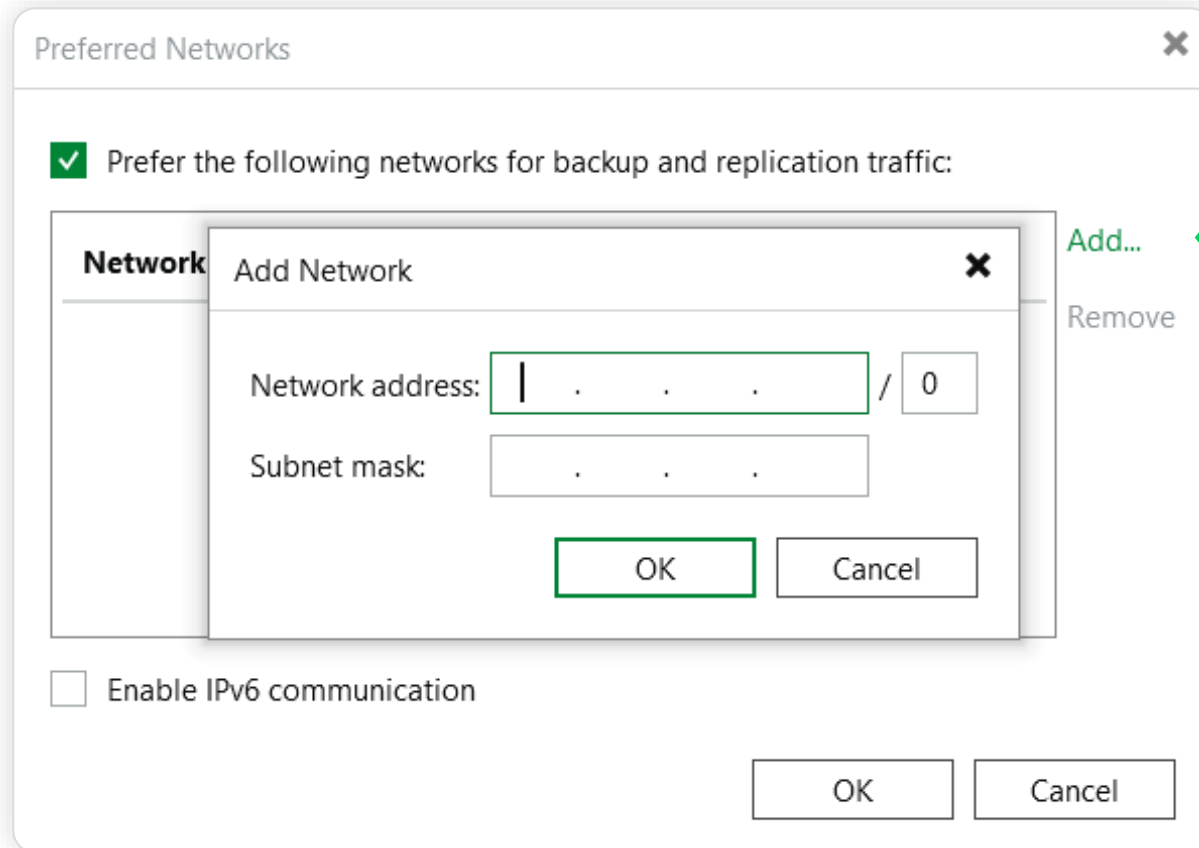 Preferred Networks
Prefer the following networks for backup and replication traffic:
Network
Add...
Remove
Add Network
Network address: . . . / 0
Subnet mask: . . .
OK Cancel
Enable IPv6 communication
OK Cancel